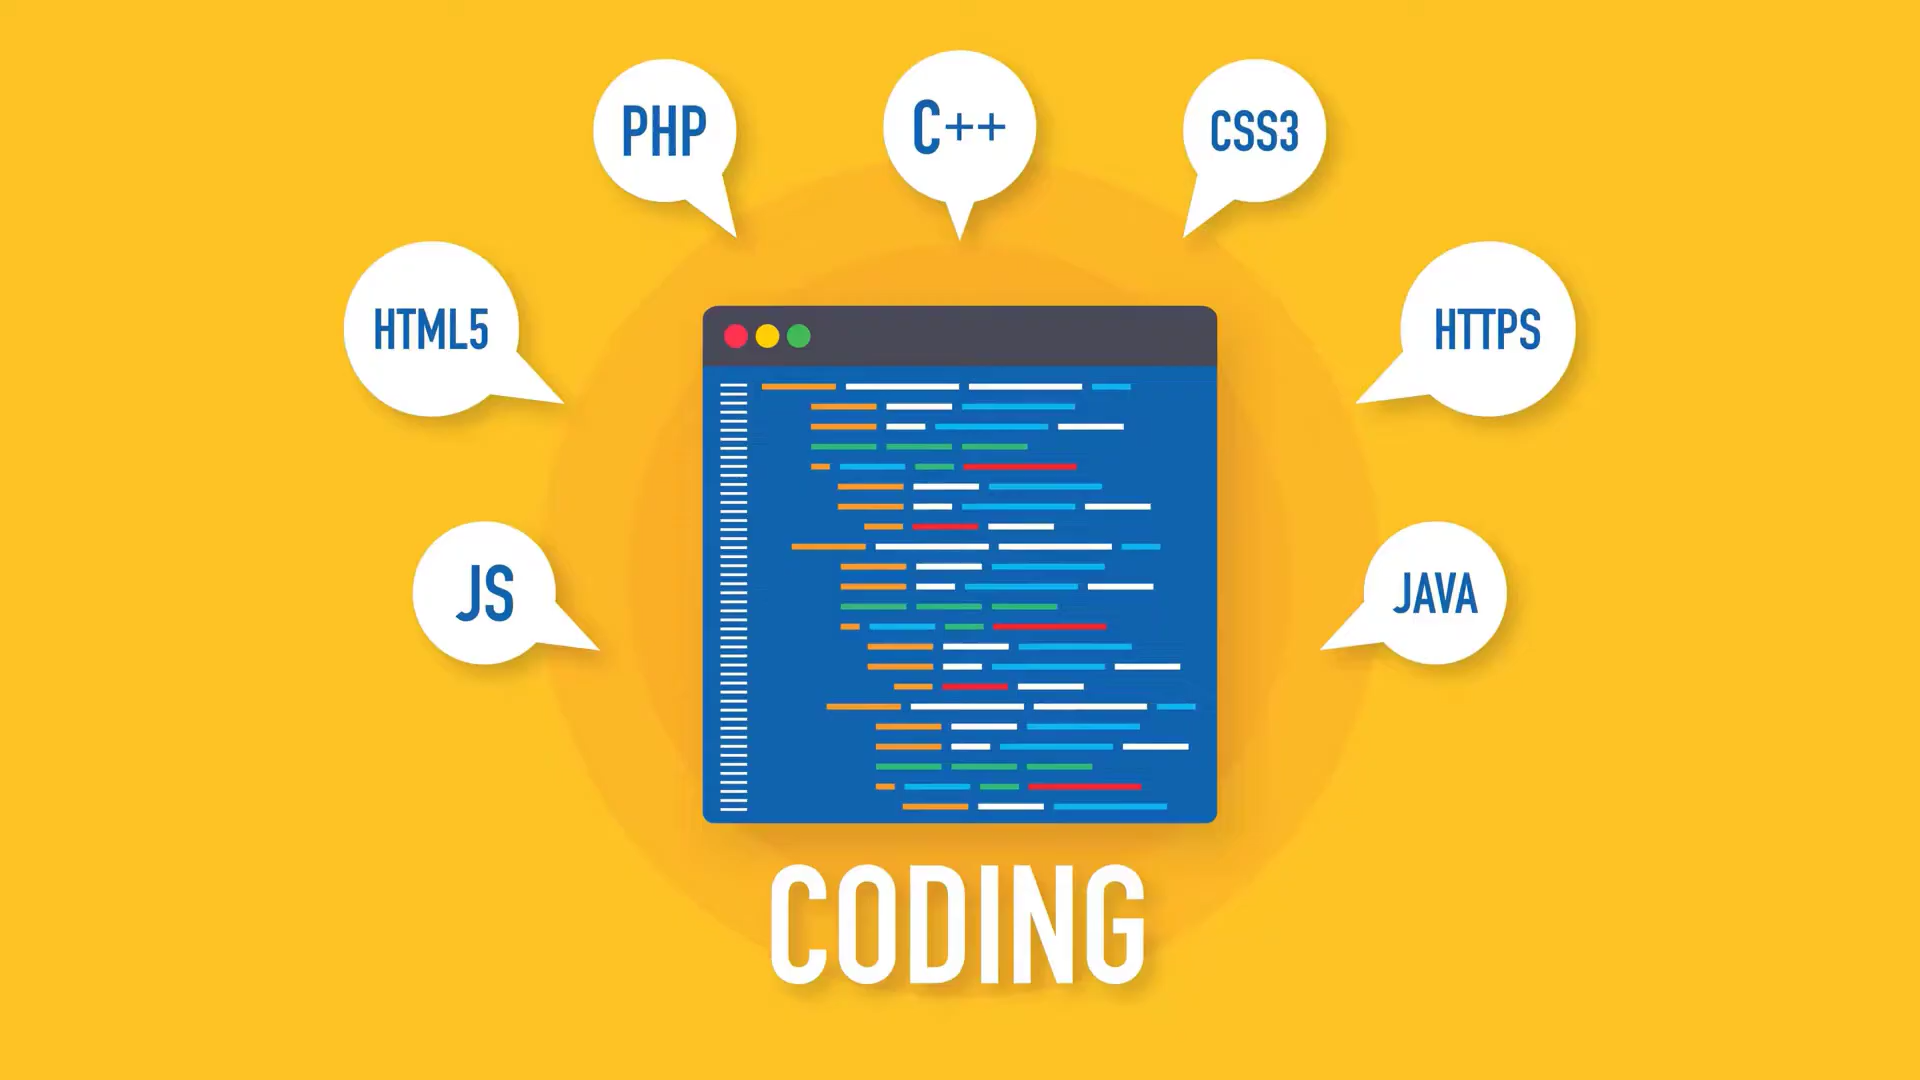 PHP
C++
CSS3
HTML5
HTTPS
JS
JAVA
CODING